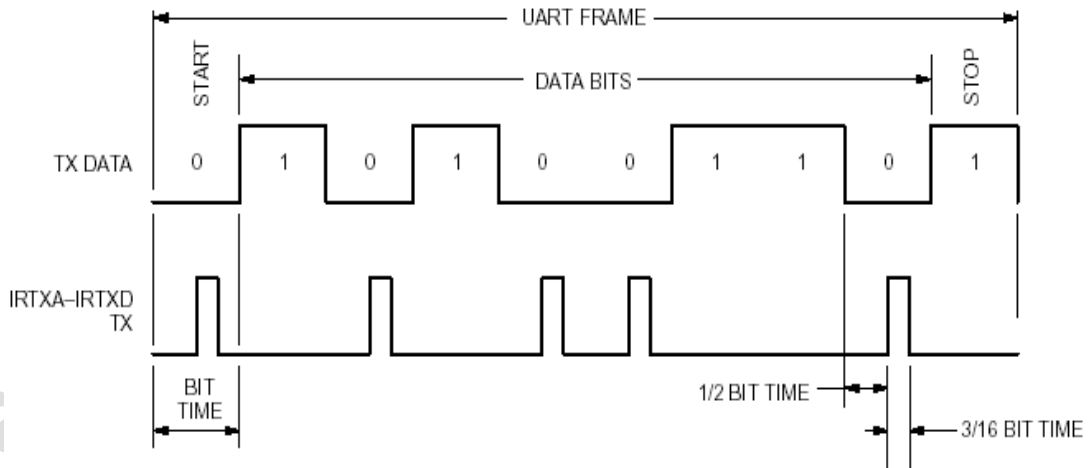 UART FRAME
START
DATA BITS
STOP
TX DATA
0 1 0 1 0 0 1 1 0 1
IRTXA–IRTXD
TX
BIT
TIME
1/2 BIT TIME
3/16 BIT TIME